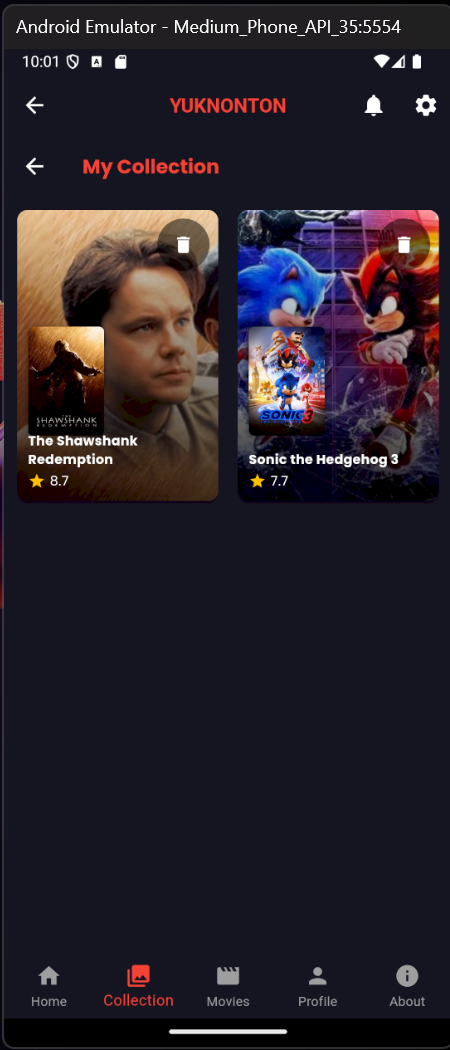 Android Emulator - Medium_Phone_API_35:5554
10:01
A
YUKNONTON
My Collection
THE
SHAWSHANK
REDEMPTION
The Shawshank
Redemption
8.7
SONIC 3
Sonic the Hedgehog 3
7.7
Home
Collection
Movies
Profile
About